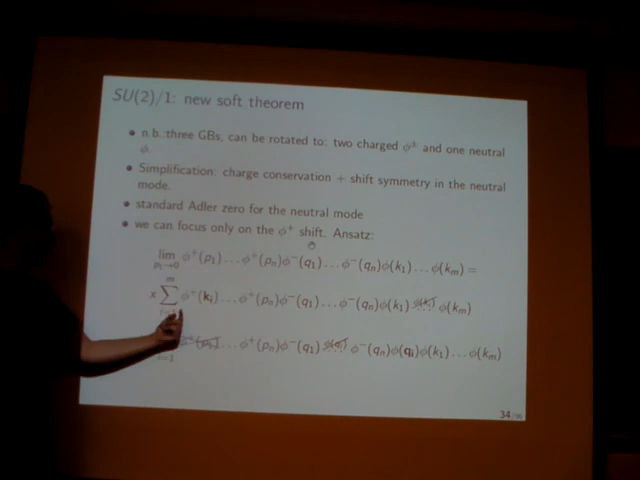 SU(2)/1: new soft theorem
• n.b.:three GBs, can be rotated to: two charged ϕ± and one neutral
ϕ.
• Simplification: charge conservation + shift symmetry in the neutral
mode.
• standard Adler zero for the neutral mode
• we can focus only on the ϕ⁺ shift. Ansatz:
lim p₁→0 ϕ⁺(p₁) … ϕ⁺(pₙ)ϕ⁻(q₁) … ϕ⁻(qₙ)ϕ(k₁) … ϕ(kₘ) =
x ∑ m ϕ⁺(kᵢ) … ϕ⁺(pₙ)ϕ⁻(q₁) … ϕ⁻(qₙ)ϕ(k₁) … ϕ(kₘ)
… ϕ⁺(pₙ)ϕ⁻(q₁) … ϕ⁻(qₙ)ϕ(qᵢ)ϕ(k₁) … ϕ(kₘ)
34